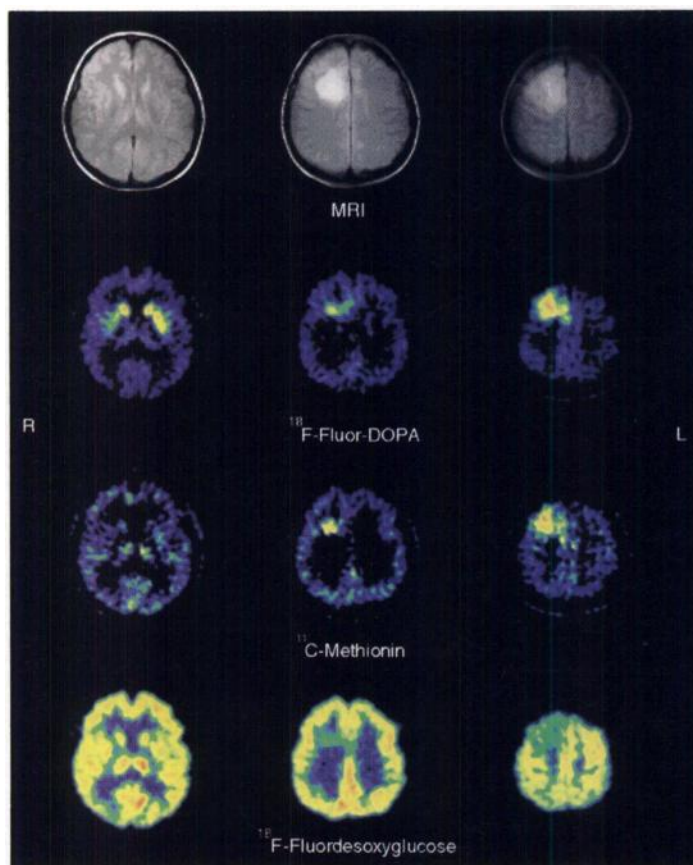 MRI
¹⁸F-Fluor-DOPA
R
L
¹¹C-Methionin
¹⁸F-Fluordesoxyglucose